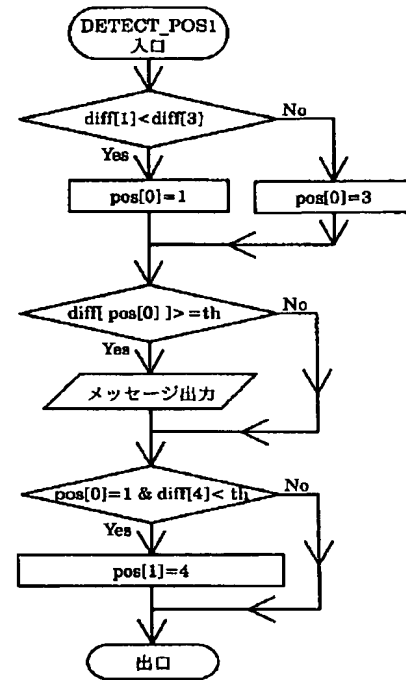 DETECT_POS1
入口
diff[1]<diff[3]
No
Yes
pos[0]=1
pos[0]=3
diff[ pos[0] ]>=th
No
Yes
メッセージ出力
pos[0]=1 & diff[4]< th
No
Yes
pos[1]=4
出口